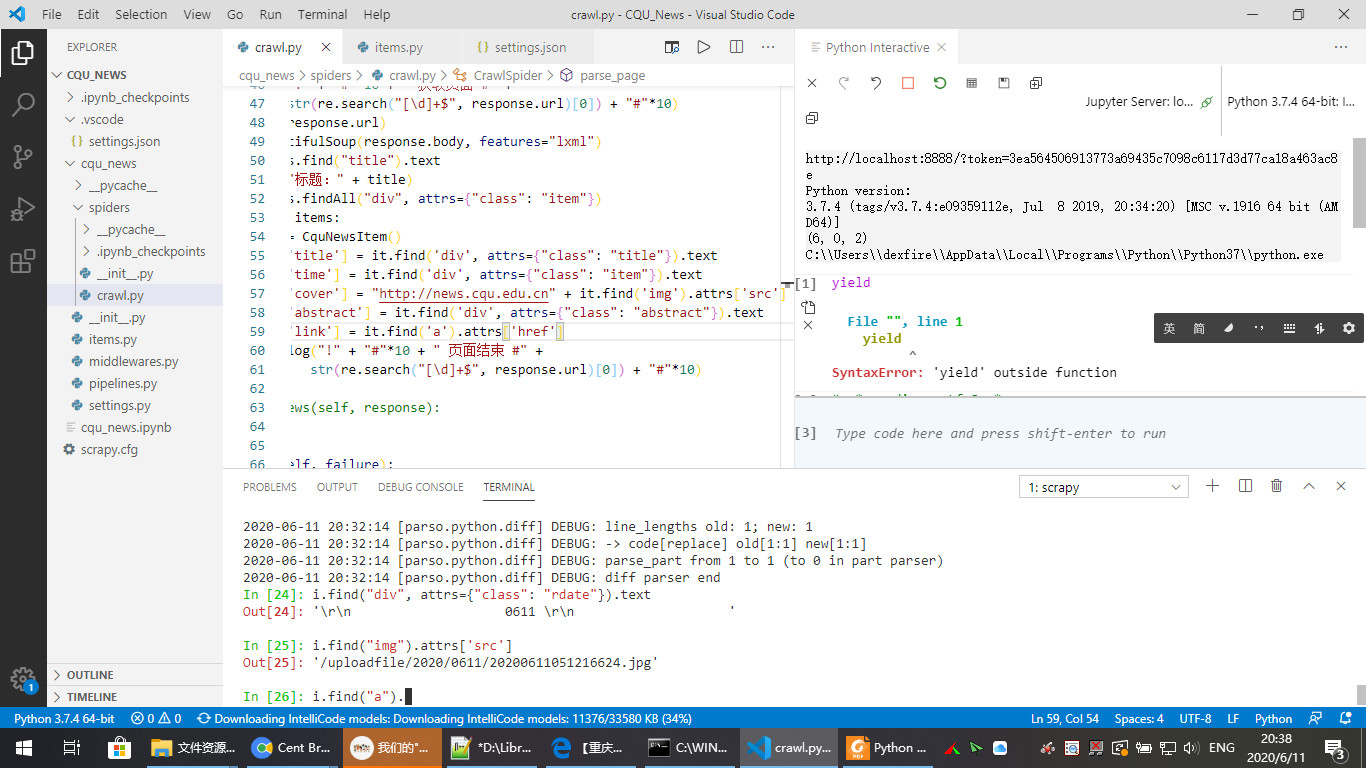 File Edit Selection View Go Run Terminal Help
crawl.py - CQU_News - Visual Studio Code
EXPLORER
CQU_NEWS
.ipynb_checkpoints
.vscode
settings.json
cqu_news
__pycache__
spiders
__pycache__
.ipynb_checkpoints
__init__.py
crawl.py
__init__.py
items.py
middlewares.py
pipelines.py
settings.py
cqu_news.ipynb
scrapy.cfg
OUTLINE
TIMELINE
crawl.py
items.py
settings.json
cqu_news > spiders > crawl.py > CrawlSpider > parse_page
47 str(re.search("[\d]+$", response.url)[0]) + "#"*10)
48 response.url)
49 tifulSoup(response.body, features="lxml")
50 s.find("title").text
51 "标题: " + title)
52 s.findAll("div", attrs={"class": "item"})
53 items:
54 = CquNewsItem()
55 'title'] = it.find('div', attrs={"class": "title"}).text
56 'time'] = it.find('div', attrs={"class": "item"}).text
57 'cover'] = "http://news.cqu.edu.cn" + it.find('img').attrs['src']
58 'abstract'] = it.find('div', attrs={"class": "abstract"}).text
59 'link'] = it.find('a').attrs['href']
60 log("!" + "#"*10 + " 页面结束 #" +
61 str(re.search("[\d]+$", response.url)[0]) + "#"*10)
62
63 ews(self, response):
64
65
66 elf, failure):
Python Interactive
Jupyter Server: lo...
Python 3.7.4 64-bit: I...
http://localhost:8888/?token=3ea564506913773a69435c7098c6117d3d77ca18a463ac8
e
Python version:
3.7.4 (tags/v3.7.4:e09359112e, Jul 8 2019, 20:34:20) [MSC v.1916 64 bit (AM
D64)]
(6, 0, 2)
C:\\Users\\dexfire\\AppData\\Local\\Programs\\Python\\Python37\\python.exe
[1] yield
File "", line 1
yield
^
SyntaxError: 'yield' outside function
英 简
[3] Type code here and press shift-enter to run
PROBLEMS OUTPUT DEBUG CONSOLE TERMINAL
1: scrapy
2020-06-11 20:32:14 [parso.python.diff] DEBUG: line_lengths old: 1; new: 1
2020-06-11 20:32:14 [parso.python.diff] DEBUG: -> code[replace] old[1:1] new[1:1]
2020-06-11 20:32:14 [parso.python.diff] DEBUG: parse_part from 1 to 1 (to 0 in part parser)
2020-06-11 20:32:14 [parso.python.diff] DEBUG: diff parser end
In [24]: i.find("div", attrs={"class": "rdate"}).text
Out[24]: '\r\n 0611 \r\n '
In [25]: i.find("img").attrs['src']
Out[25]: '/uploadfile/2020/0611/20200611051216624.jpg'
In [26]: i.find("a").
1
Python 3.7.4 64-bit 0 0 Downloading IntelliCode models: Downloading IntelliCode models: 11376/33580 KB (34%)
Ln 59, Col 54 Spaces: 4 UTF-8 LF Python
文件资源... Cent Br... 我们的"... *D:\Libr... 【重庆... C:\WIN... crawl.py... Python ...
ENG
20:38
2020/6/11
3